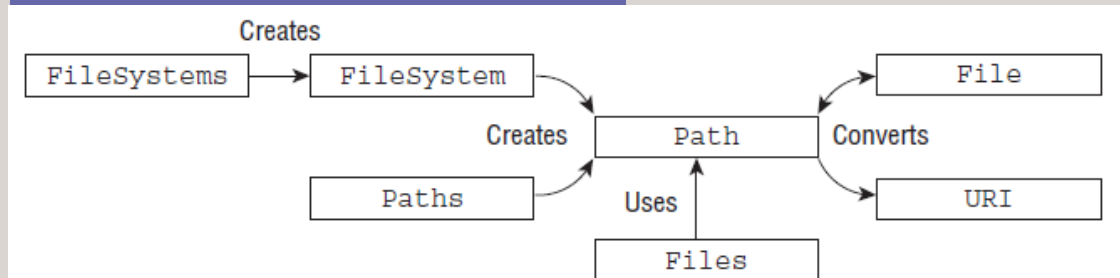 Creates
FileSystems
FileSystem
File
Creates
Path
Converts
Paths
Uses
URI
Files